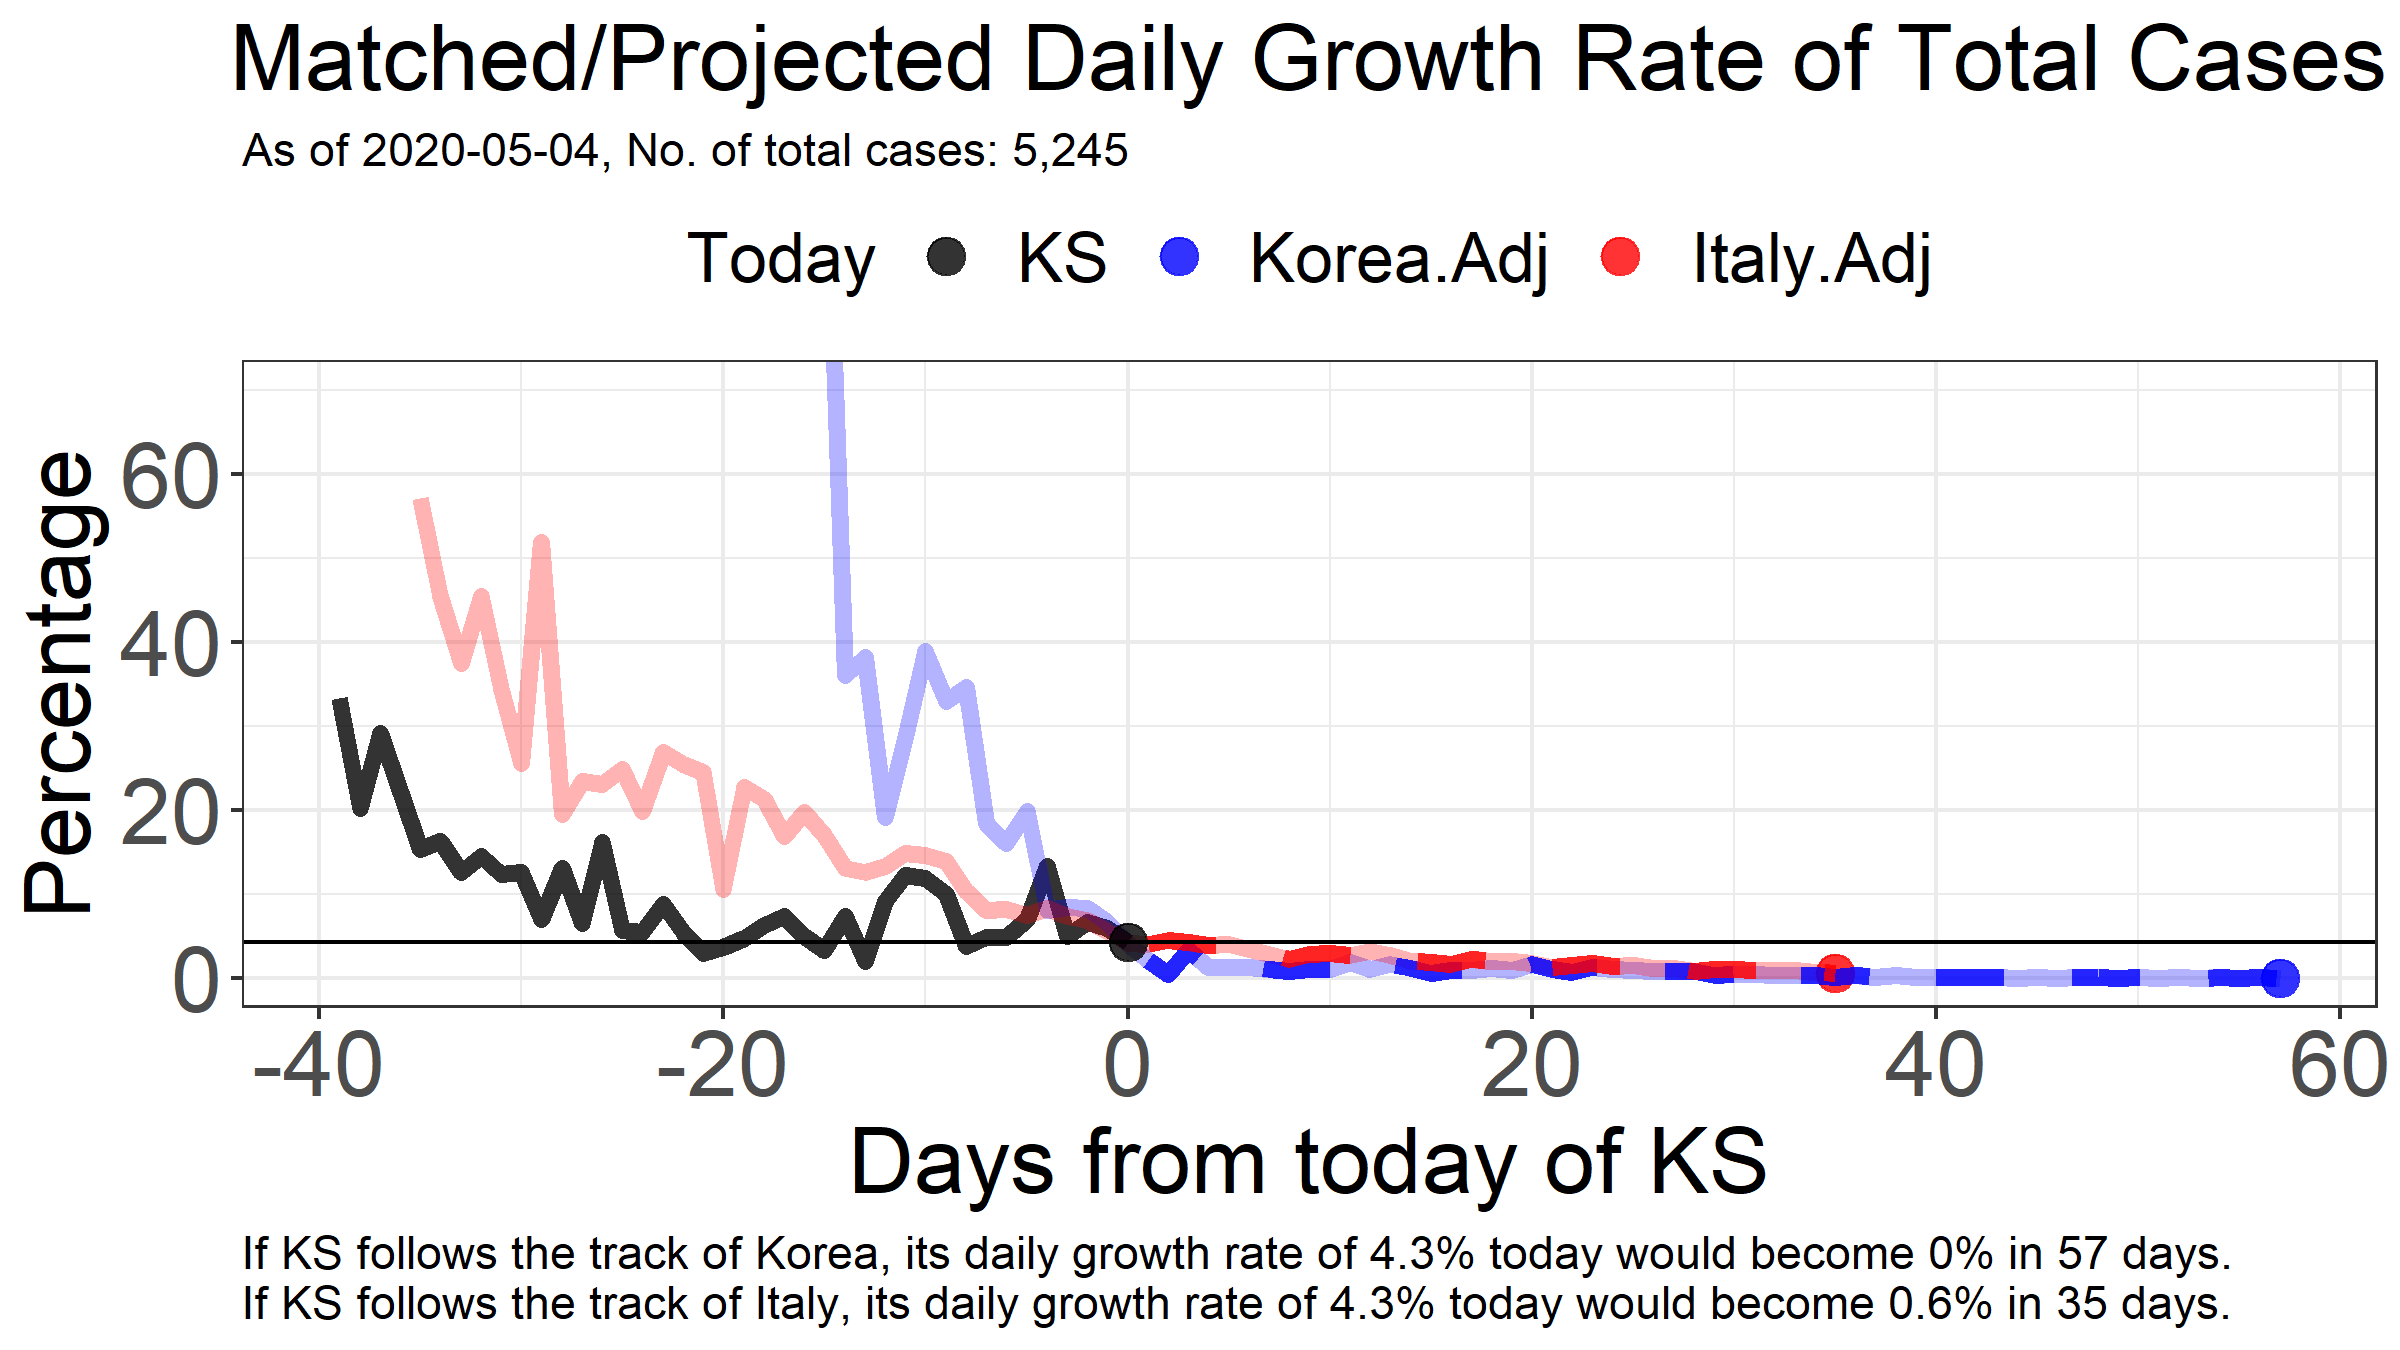 Matched/Projected Daily Growth Rate of Total Cases
As of 2020-05-04, No. of total cases: 5,245
Today KS Korea.Adj Italy.Adj
Percentage
60
40
20
0
-40 -20 0 20 40 60
Days from today of KS
If KS follows the track of Korea, its daily growth rate of 4.3% today would become 0% in 57 days.
If KS follows the track of Italy, its daily growth rate of 4.3% today would become 0.6% in 35 days.